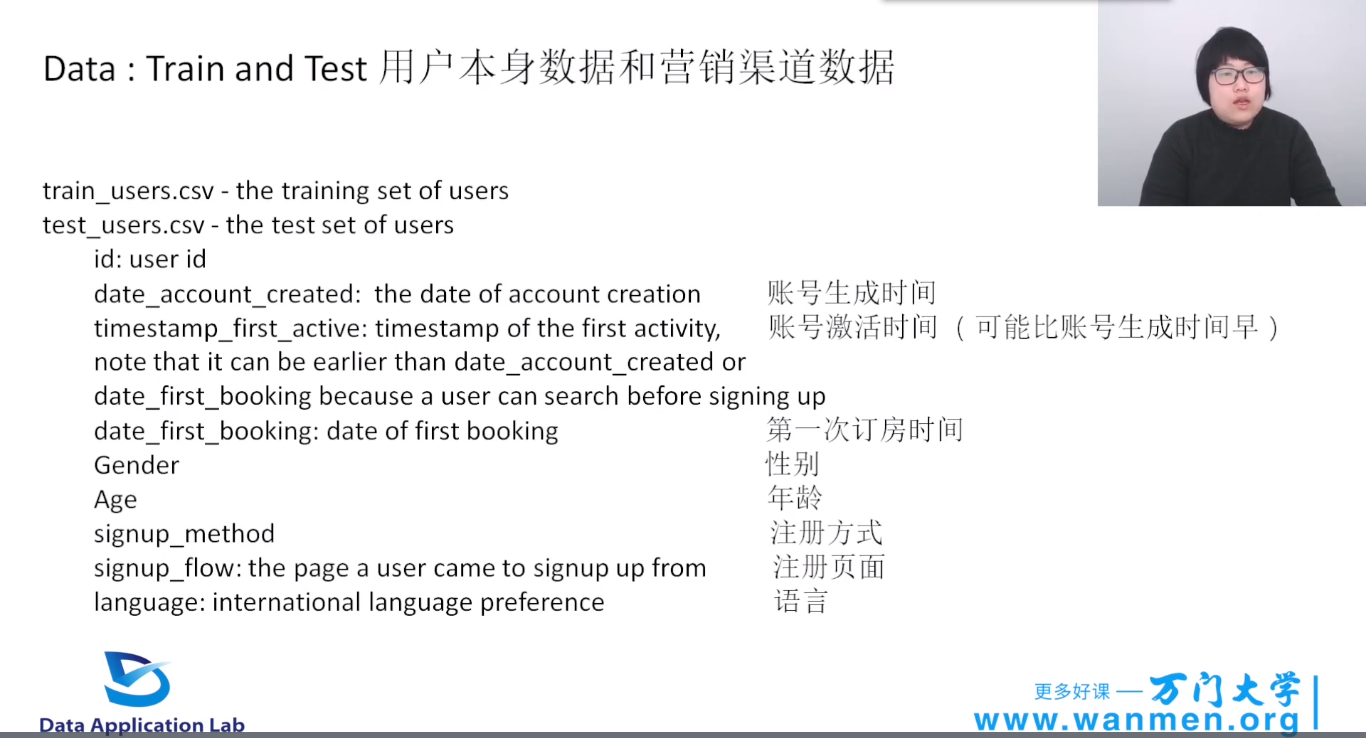 Data : Train and Test 用户本身数据和营销渠道数据
train_users.csv - the training set of users
test_users.csv - the test set of users
id: user id
date_account_created:  the date of account creation 账号生成时间
timestamp_first_active: timestamp of the first activity, 账号激活时间 （可能比账号生成时间早）
note that it can be earlier than date_account_created or
date_first_booking because a user can search before signing up
date_first_booking: date of first booking 第一次订房时间
Gender 性别
Age 年龄
signup_method 注册方式
signup_flow: the page a user came to signup up from 注册页面
language: international language preference 语言
Data Application Lab
更多好课 — 万门大学
www.wanmen.org